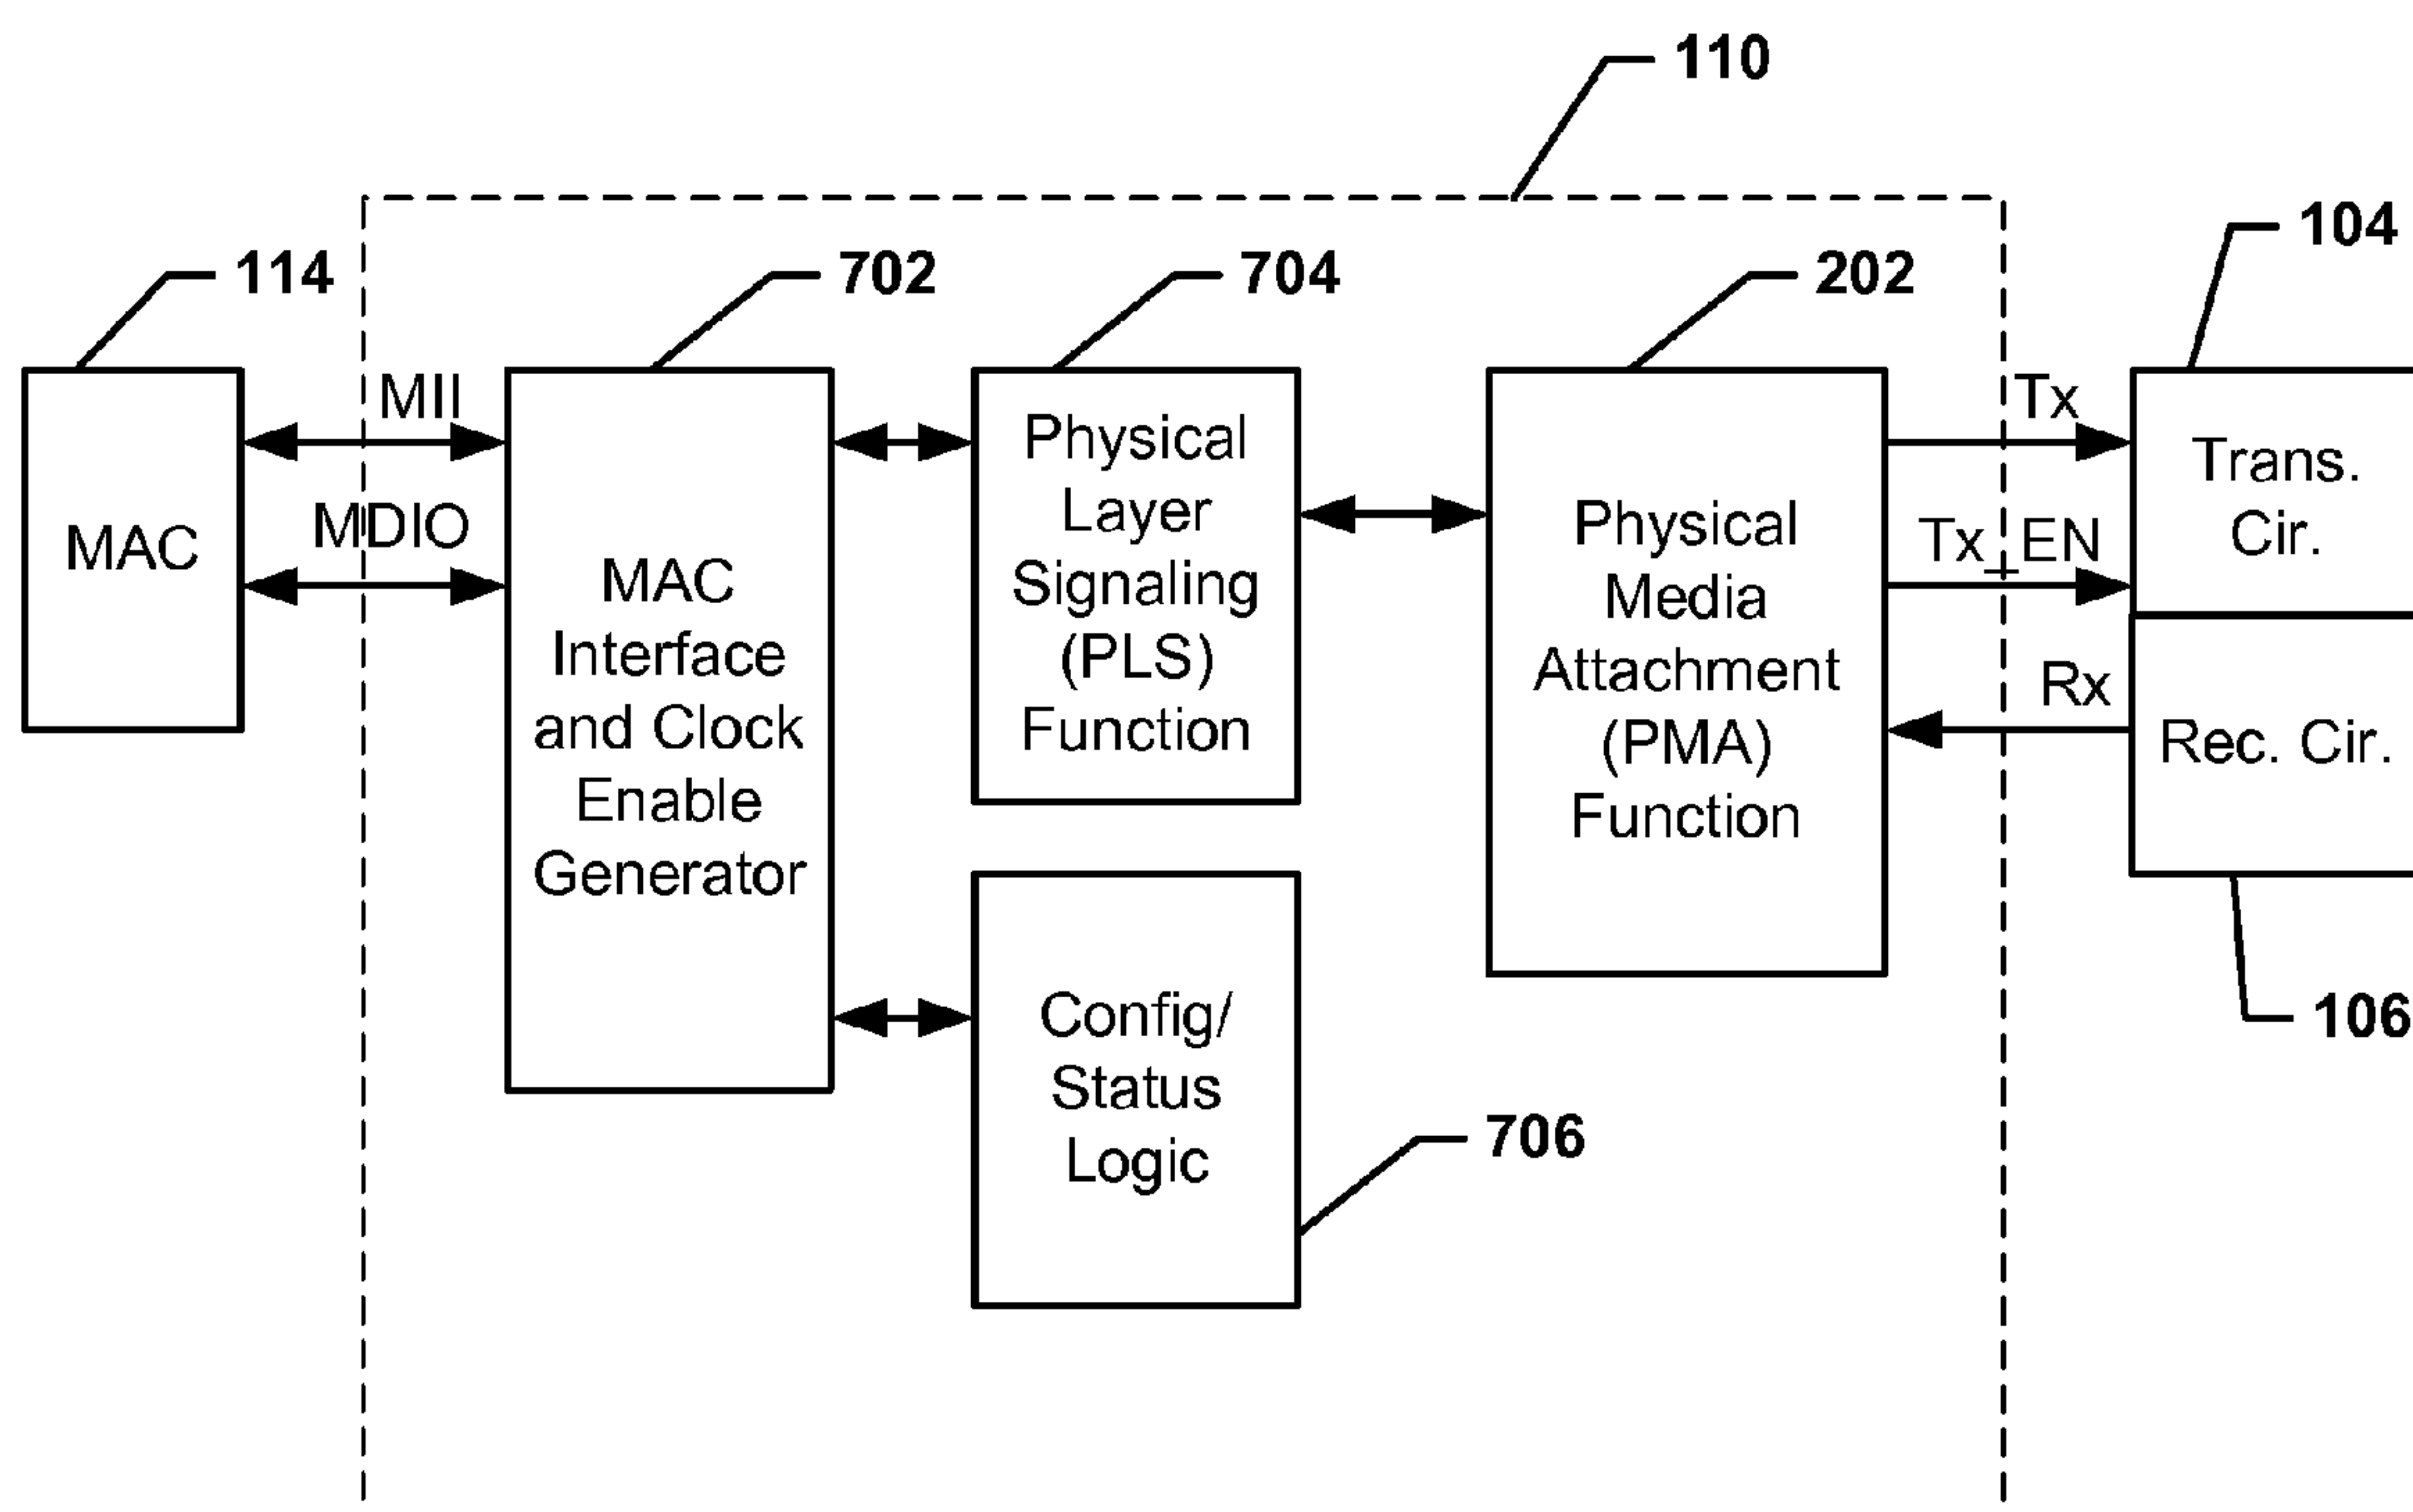 110
104
114
702
704
202
MII
MDIO
MAC
MAC
Interface
and Clock
Enable
Generator
Physical
Layer
Signaling
(PLS)
Function
Physical
Media
Attachment
(PMA)
Function
Tx
Tx_EN
Rx
Trans.
Cir.
Rec. Cir.
106
Config/
Status
Logic
706